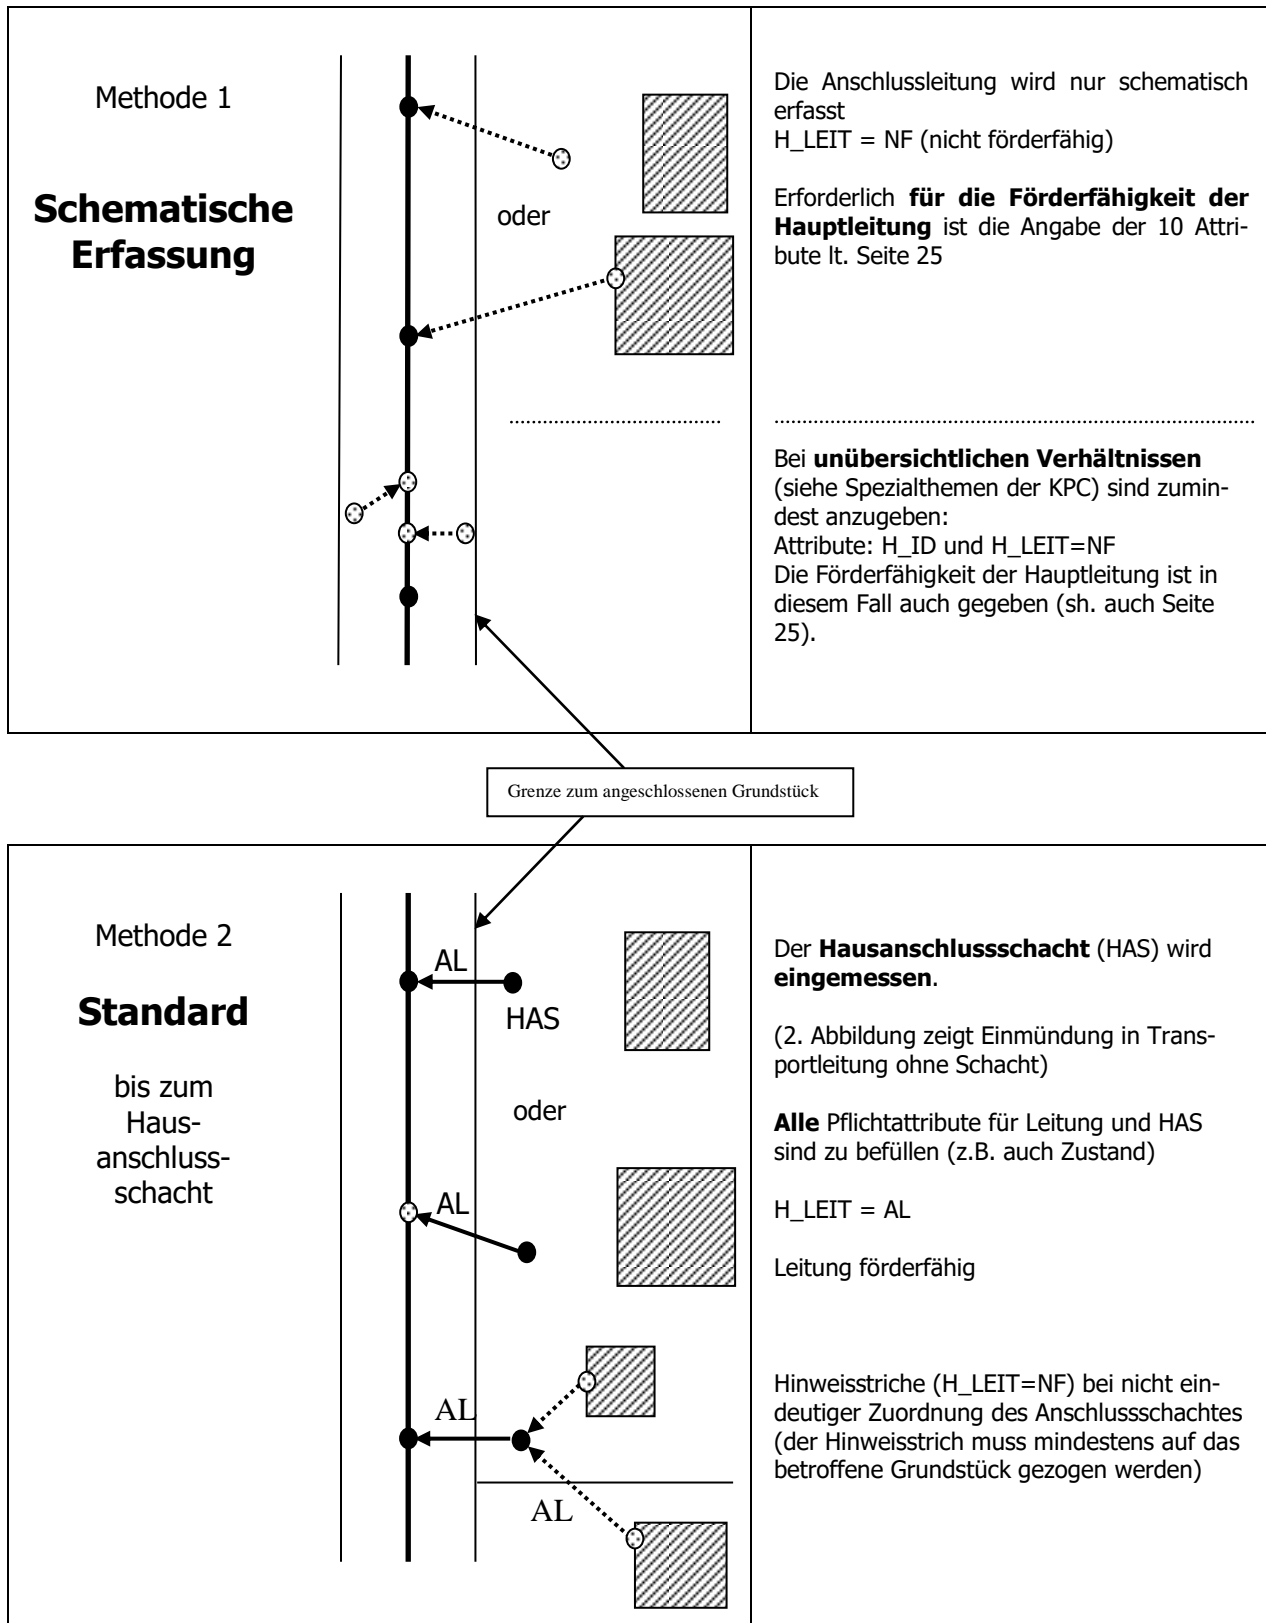 Methode 1
Schematische
Erfassung
oder
Die Anschlussleitung wird nur schematisch
erfasst
H_LEIT = NF (nicht förderfähig)
Erforderlich für die Förderfähigkeit der
Hauptleitung ist die Angabe der 10 Attri-
bute lt. Seite 25
Bei unübersichtlichen Verhältnissen
(siehe Spezialthemen der KPC) sind zumin-
dest anzugeben:
Attribute: H_ID und H_LEIT=NF
Die Förderfähigkeit der Hauptleitung ist in
diesem Fall auch gegeben (sh. auch Seite
25).
Grenze zum angeschlossenen Grundstück
Methode 2
Standard
bis zum
Haus-
anschluss-
schacht
AL
HAS
oder
AL
AL
AL
Der Hausanschlussschacht (HAS) wird
eingemessen.
(2. Abbildung zeigt Einmündung in Trans-
portleitung ohne Schacht)
Alle Pflichtattribute für Leitung und HAS
sind zu befüllen (z.B. auch Zustand)
H_LEIT = AL
Leitung förderfähig
Hinweisstriche (H_LEIT=NF) bei nicht ein-
deutiger Zuordnung des Anschlussschachtes
(der Hinweisstrich muss mindestens auf das
betroffene Grundstück gezogen werden)